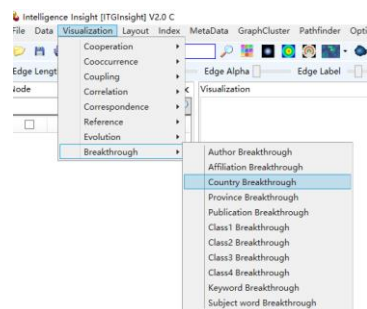 Intelligence Insight [ITGInsight] V2.0 C
File Data Visualization Layout Index MetaData GraphCluster Pathfinder Opti
Edge Lengt
Edge Alpha Edge Label
Node
Visualization
Cooperation
Cooccurrence
Coupling
Correlation
Correspondence
Reference
Evolution
Breakthrough
Author Breakthrough
Affiliation Breakthrough
Country Breakthrough
Province Breakthrough
Publication Breakthrough
Class1 Breakthrough
Class2 Breakthrough
Class3 Breakthrough
Class4 Breakthrough
Keyword Breakthrough
Subject word Breakthrough